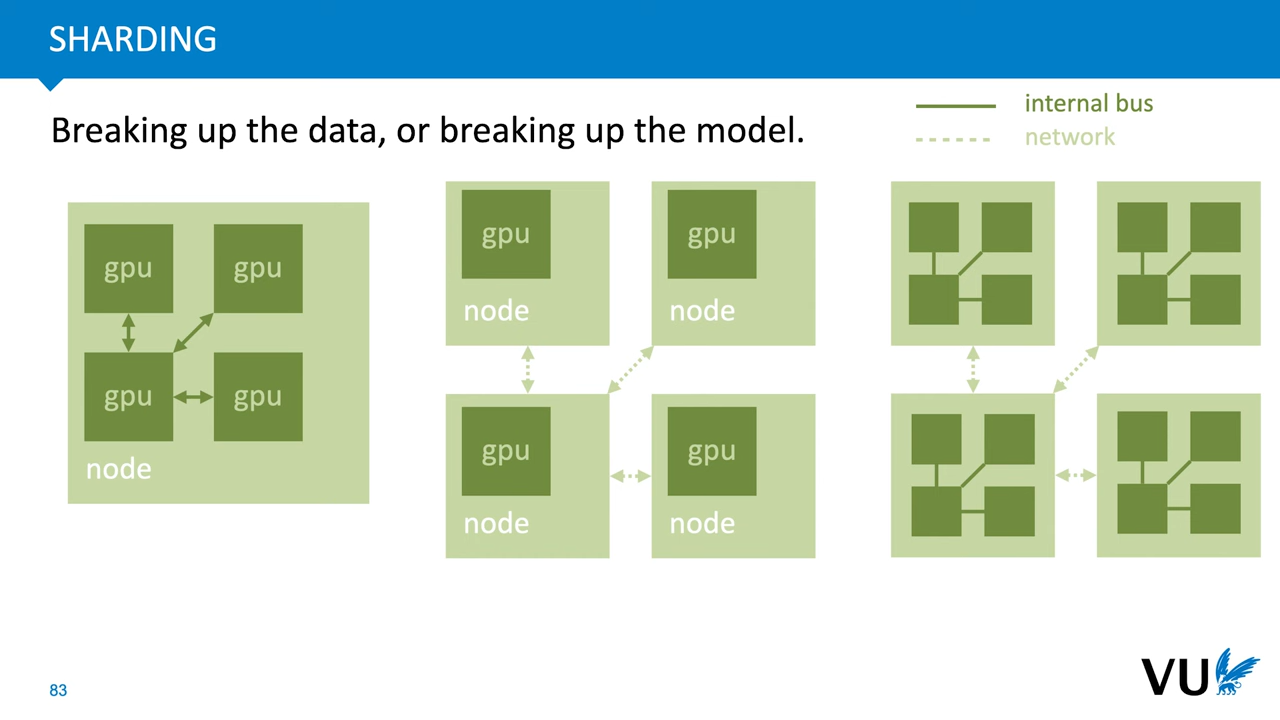 SHARDING
Breaking up the data, or breaking up the model.
internal bus
network
gpu
gpu
gpu
gpu
node
gpu
node
gpu
node
gpu
node
gpu
node
83
VU